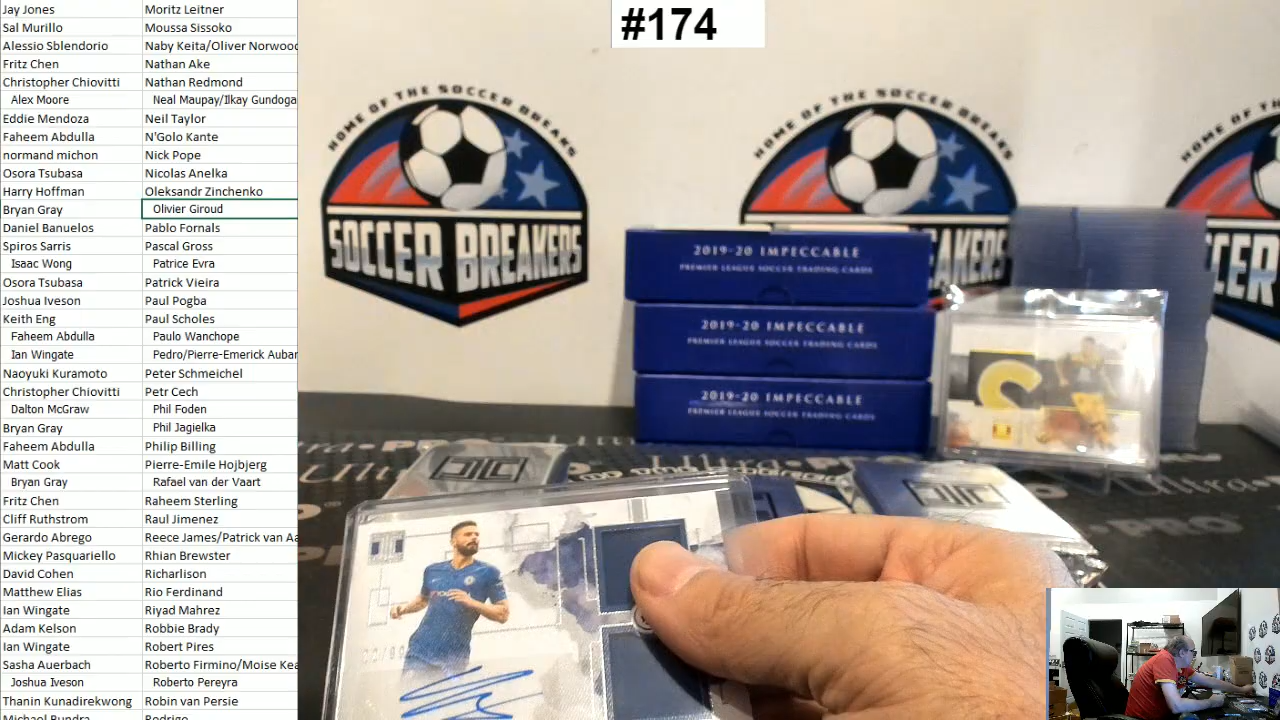 Jay Jones Moritz Leitner
Sal Murillo Moussa Sissoko
Alessio Sblendorio Naby Keita/Oliver Norwood
Fritz Chen Nathan Ake
Christopher Chiovitti Nathan Redmond
Alex Moore Neal Maupay/Ilkay Gundoga
Eddie Mendoza Neil Taylor
Faheem Abdulla N'Golo Kante
normand michon Nick Pope
Osora Tsubasa Nicolas Anelka
Harry Hoffman Oleksandr Zinchenko
Bryan Gray Olivier Giroud
Daniel Banuelos Pablo Fornals
Spiros Sarris Pascal Gross
Isaac Wong Patrice Evra
Osora Tsubasa Patrick Vieira
Joshua Iveson Paul Pogba
Keith Eng Paul Scholes
Faheem Abdulla Paulo Wanchope
Ian Wingate Pedro/Pierre-Emerick Aubar
Naoyuki Kuramoto Peter Schmeichel
Christopher Chiovitti Petr Cech
Dalton McGraw Phil Foden
Bryan Gray Phil Jagielka
Faheem Abdulla Philip Billing
Matt Cook Pierre-Emile Hojbjerg
Bryan Gray Rafael van der Vaart
Fritz Chen Raheem Sterling
Cliff Ruthstrom Raul Jimenez
Gerardo Abrego Reece James/Patrick van Aa
Mickey Pasquariello Rhian Brewster
David Cohen Richarlison
Matthew Elias Rio Ferdinand
Ian Wingate Riyad Mahrez
Adam Kelson Robbie Brady
Ian Wingate Robert Pires
Sasha Auerbach Roberto Firmino/Moise Kea
Joshua Iveson Roberto Pereyra
Thanin Kunadirekwong Robin van Persie
Michael Bundra Rodrigo
#174
HOME OF THE SOCCER BREAKS
SOCCER BREAKERS
HOME OF THE SOCCER BREAKS
AKERS
HOME OF THE SO
SOCCER
2019-20 IMPECCABLE
PREMIER LEAGUE SOCCER TRADING CARDS
2019-20 IMPECCABLE
PREMIER LEAGUE SOCCER TRADING CARDS
2019-20 IMPECCABLE
PREMIER LEAGUE SOCCER TRADING CARDS